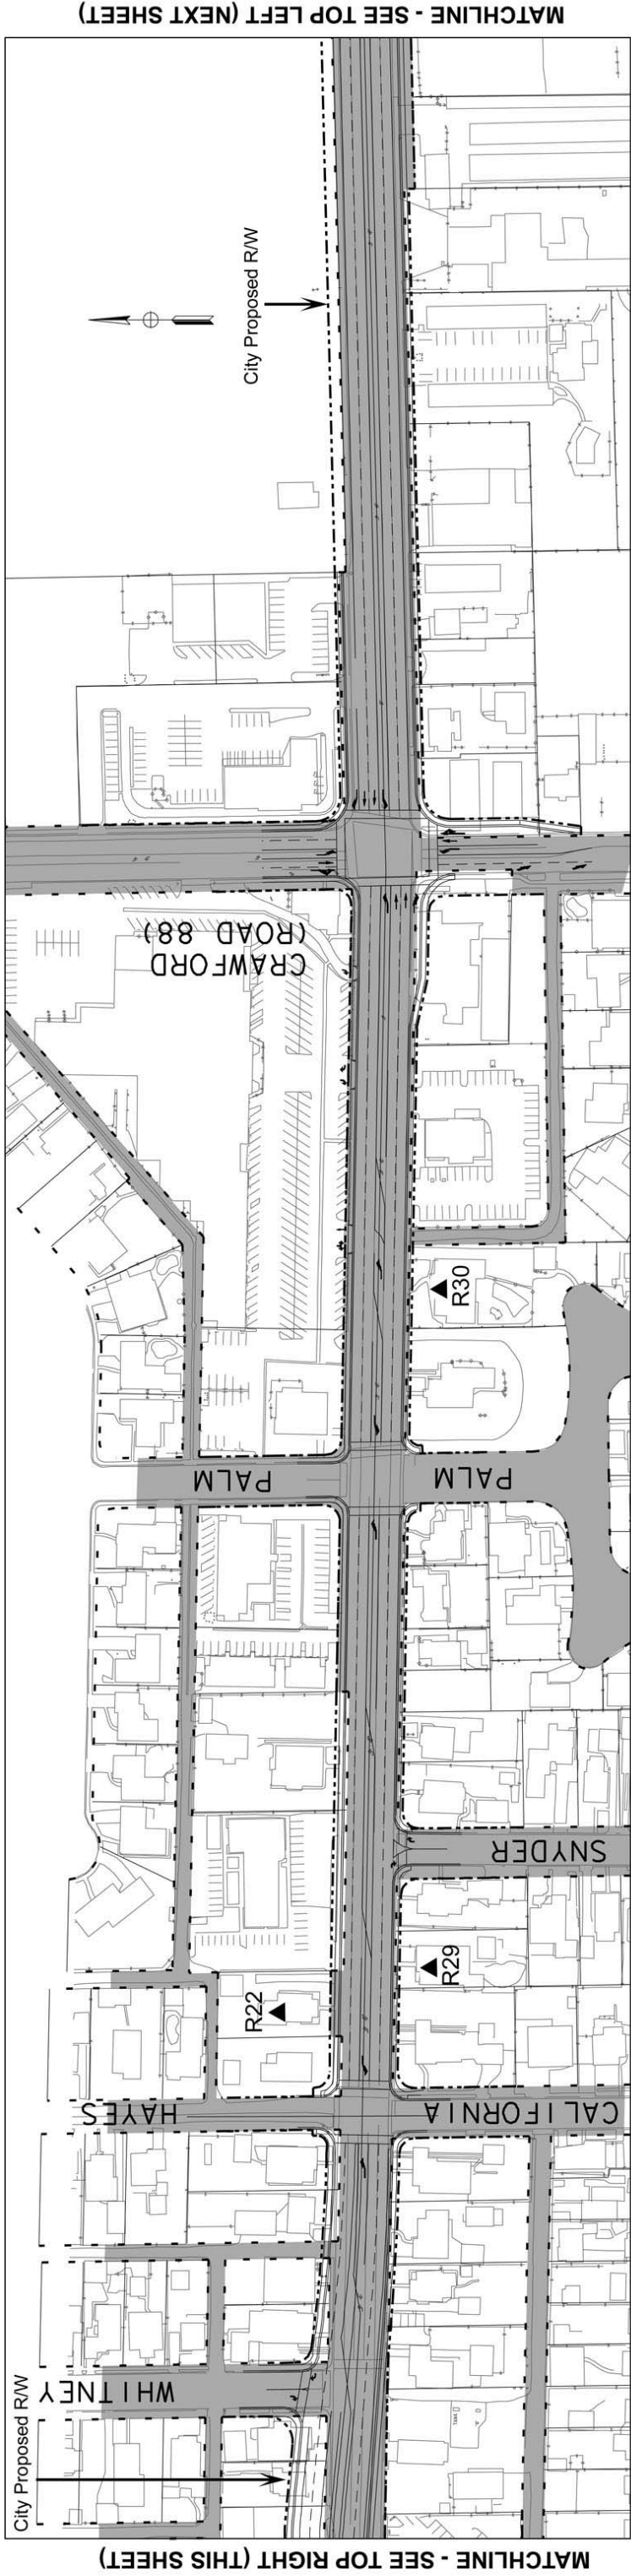 MATCHLINE - SEE TOP LEFT (NEXT SHEET)
City Proposed R/W
CRAWFORD
(ROAD 88)
R30
PALM
PALM
SNYDER
R29
R22
HAYES
CALIFORNIA
WHITNEY
City Proposed R/W
MATCHLINE - SEE TOP RIGHT (THIS SHEET)